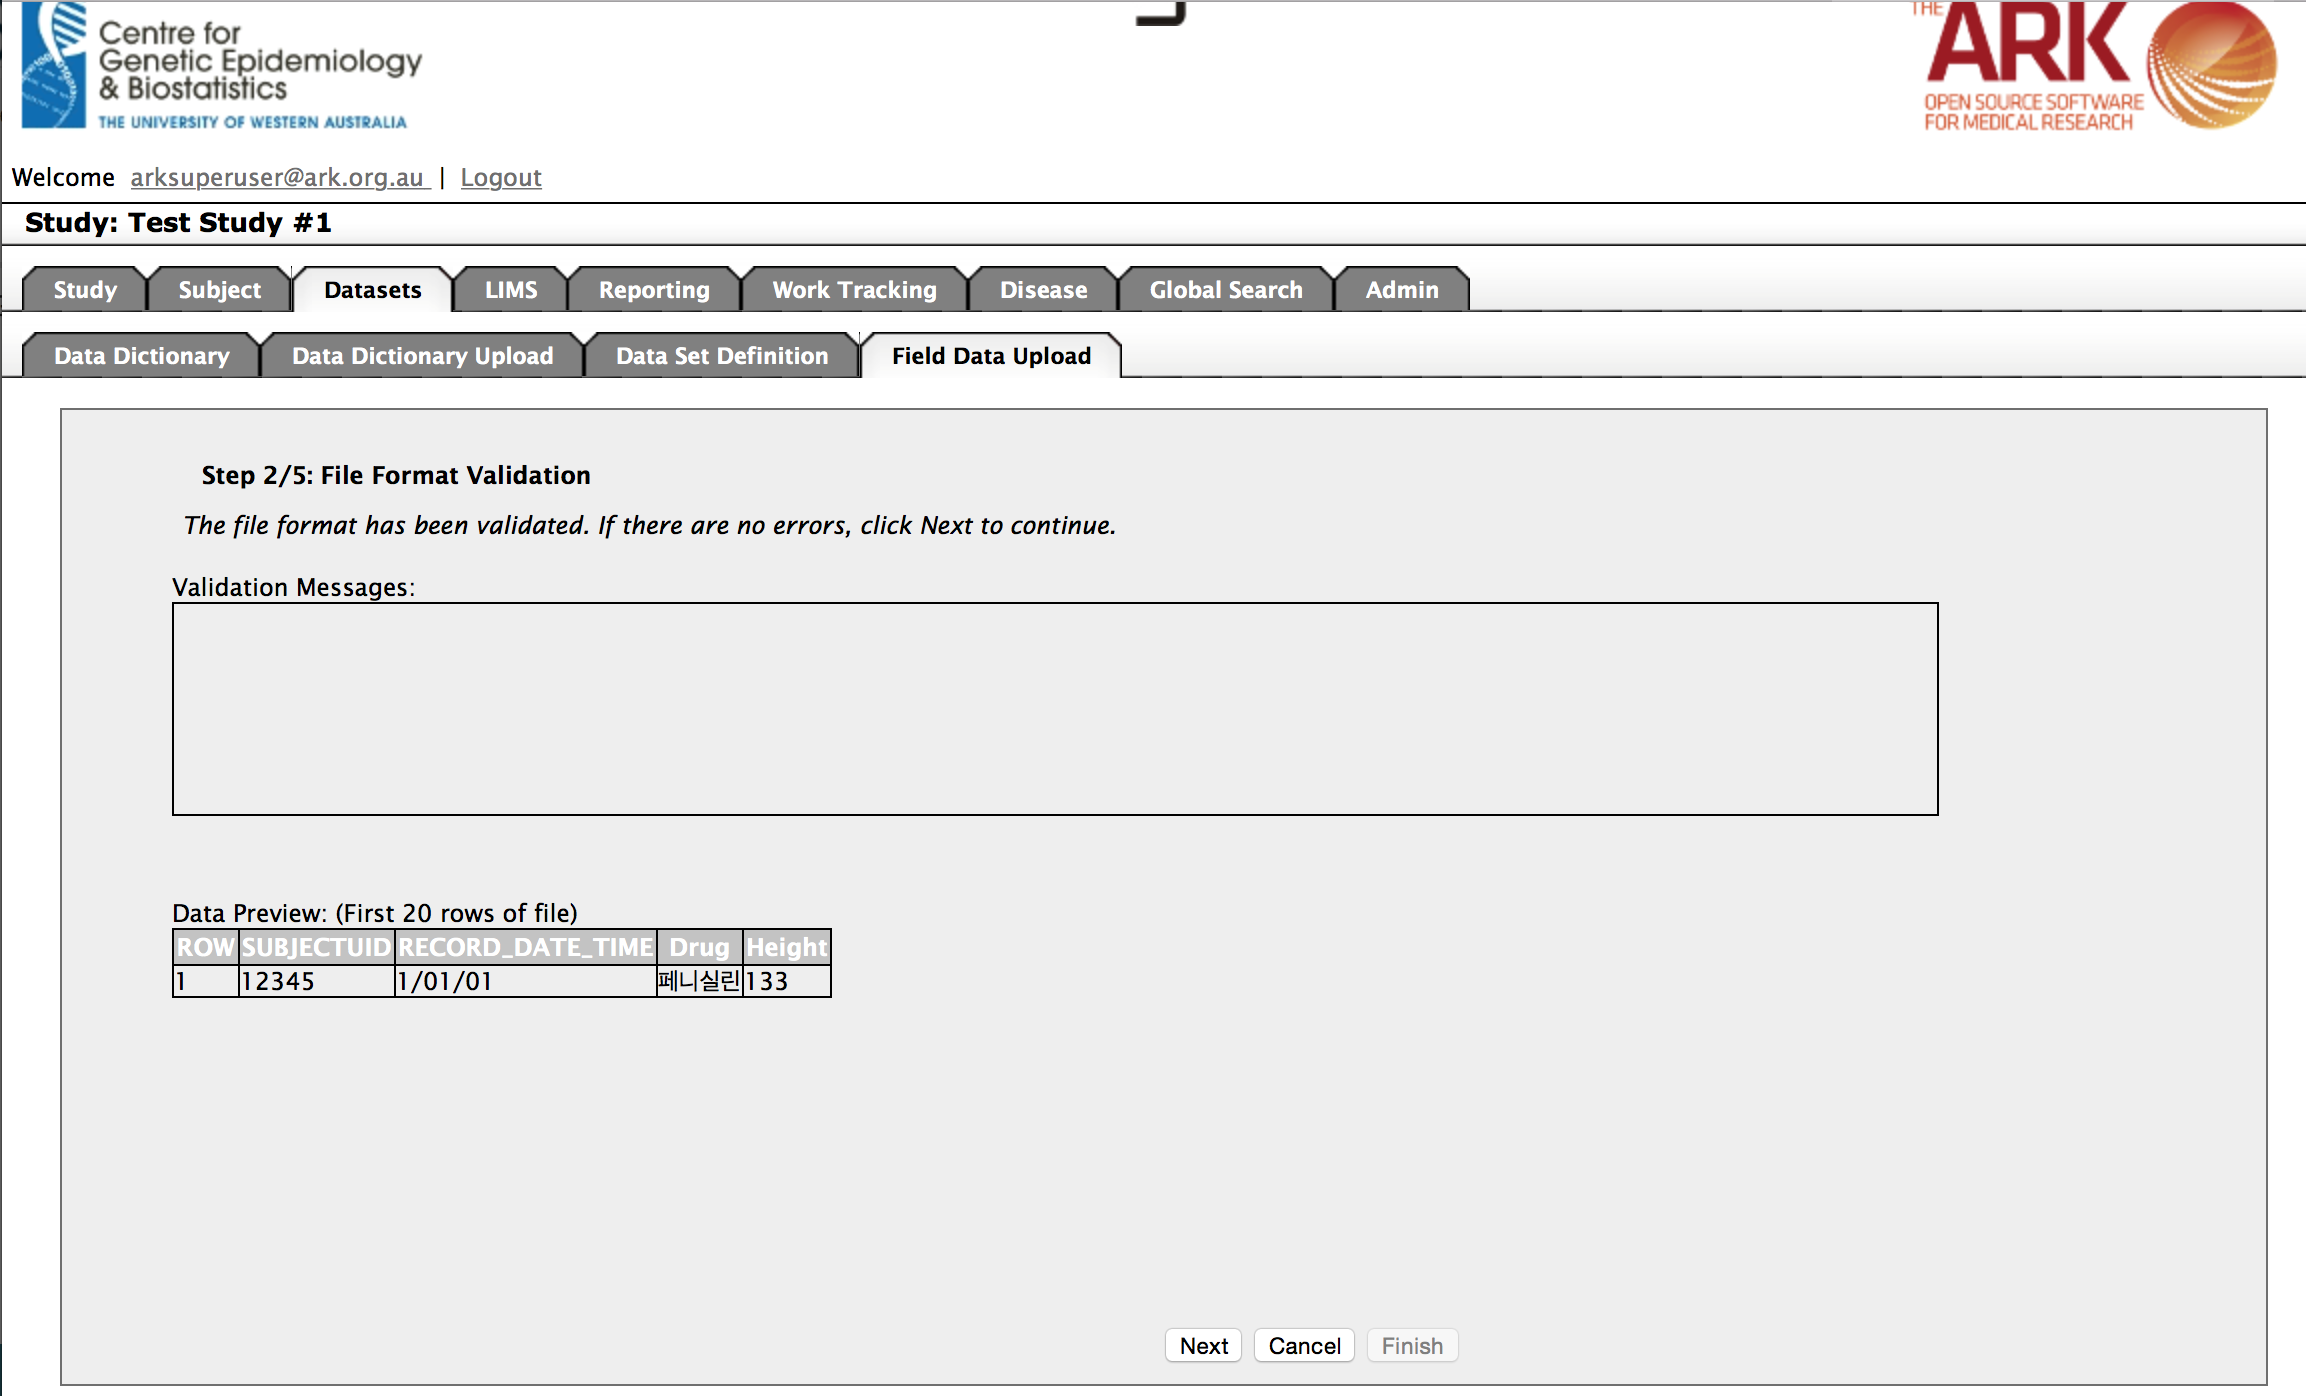 Centre for
Genetic Epidemiology
& Biostatistics
THE UNIVERSITY OF WESTERN AUSTRALIA
THE
ARK
OPEN SOURCE SOFTWARE
FOR MEDICAL RESEARCH
Welcome arksuperuser@ark.org.au | Logout
Study: Test Study #1
Study Subject Datasets LIMS Reporting Work Tracking Disease Global Search Admin
Data Dictionary Data Dictionary Upload Data Set Definition Field Data Upload
Step 2/5: File Format Validation
The file format has been validated. If there are no errors, click Next to continue.
Validation Messages:
Data Preview: (First 20 rows of file)
ROW SUBJECTUID RECORD_DATE_TIME Drug Height
1 12345 1/01/01 페니실린 133
Next Cancel Finish